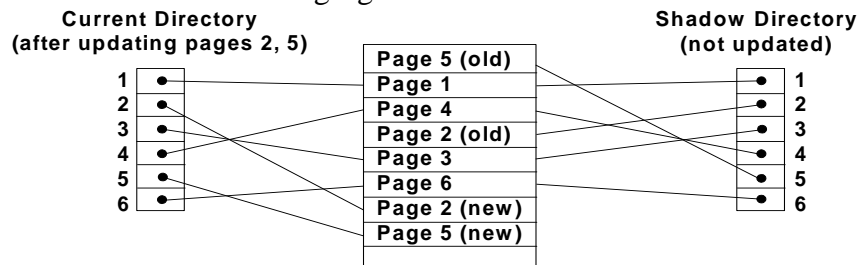 Current Directory
(after updating pages 2, 5)
1
2
3
4
5
6
Page 5 (old)
Page 1
Page 4
Page 2 (old)
Page 3
Page 6
Page 2 (new)
Page 5 (new)
Shadow Directory
(not updated)
1
2
3
4
5
6